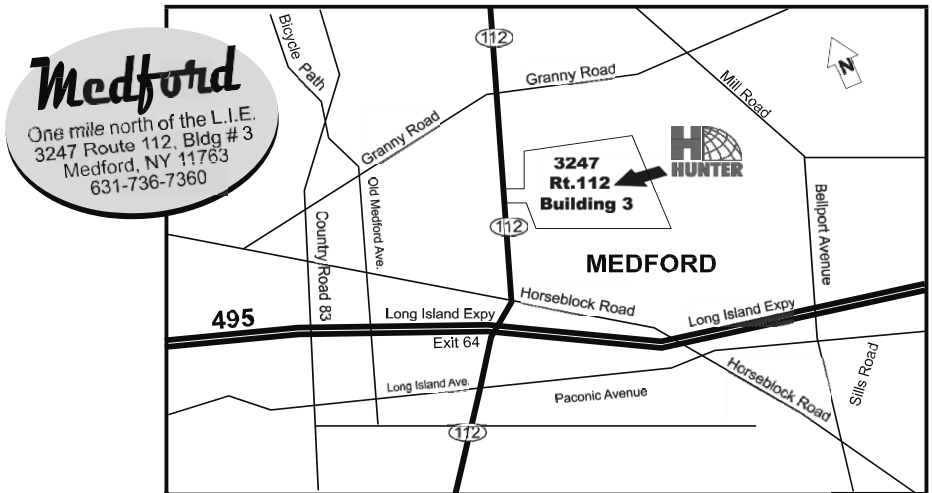 Medford
One mile north of the L.I.E.
3247 Route 112, Bldg # 3
Medford, NY 11763
631-736-7360
Bicycle Path
112
Granny Road
Mill Road
N
Granny Road
3247
Rt.112
Building 3
H
HUNTER
Old Medford Ave.
Country Road 83
112
Bellport Avenue
MEDFORD
Horseblock Road
495
Long Island Expy
Long Island Expy
Exit 64
Long Island Ave.
Paconic Avenue
Horseblock Road
Sills Road
112